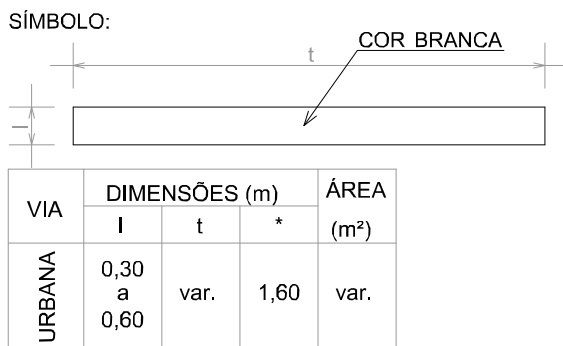 SÍMBOLO:
COR BRANCA
t
l
VIA
DIMENSÕES (m)
ÁREA
(m²)
l
t
*
URBANA
0,30
a
0,60
var.
1,60
var.